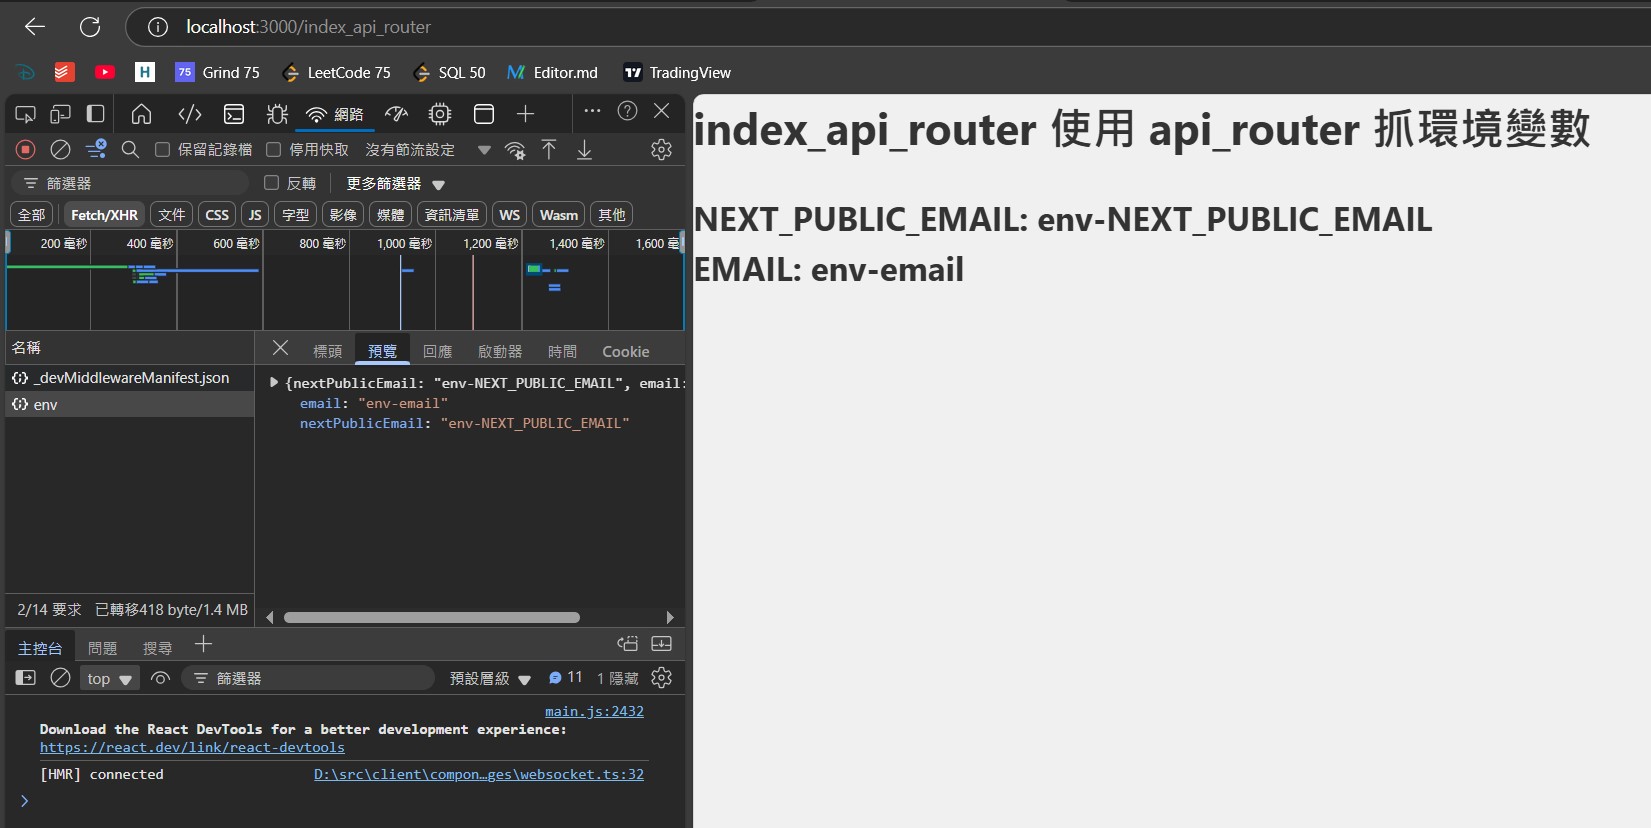 localhost:3000/index_api_router
H
75 Grind 75
LeetCode 75
SQL 50
Editor.md
TradingView
網路
保留記錄檔
停用快取
沒有節流設定
篩選器
反轉
更多篩選器
全部
Fetch/XHR
文件
CSS
JS
字型
影像
媒體
資訊清單
WS
Wasm
其他
200 毫秒
400 毫秒
600 毫秒
800 毫秒
1,000 毫秒
1,200 毫秒
1,400 毫秒
1,600 毫
名稱
_devMiddlewareManifest.json
env
標頭
預覽
回應
啟動器
時間
Cookie
{nextPublicEmail: "env-NEXT_PUBLIC_EMAIL", email:
email: "env-email"
nextPublicEmail: "env-NEXT_PUBLIC_EMAIL"
2/14 要求 已轉移418 byte/1.4 MB
主控台
問題
搜尋
top
篩選器
預設層級
11
1 隱藏
main.js:2432
Download the React DevTools for a better development experience:
https://react.dev/link/react-devtools
[HMR] connected
D:\src\client\compon…ges\websocket.ts:32
index_api_router 使用 api_router 抓環境變數
NEXT_PUBLIC_EMAIL: env-NEXT_PUBLIC_EMAIL
EMAIL: env-email